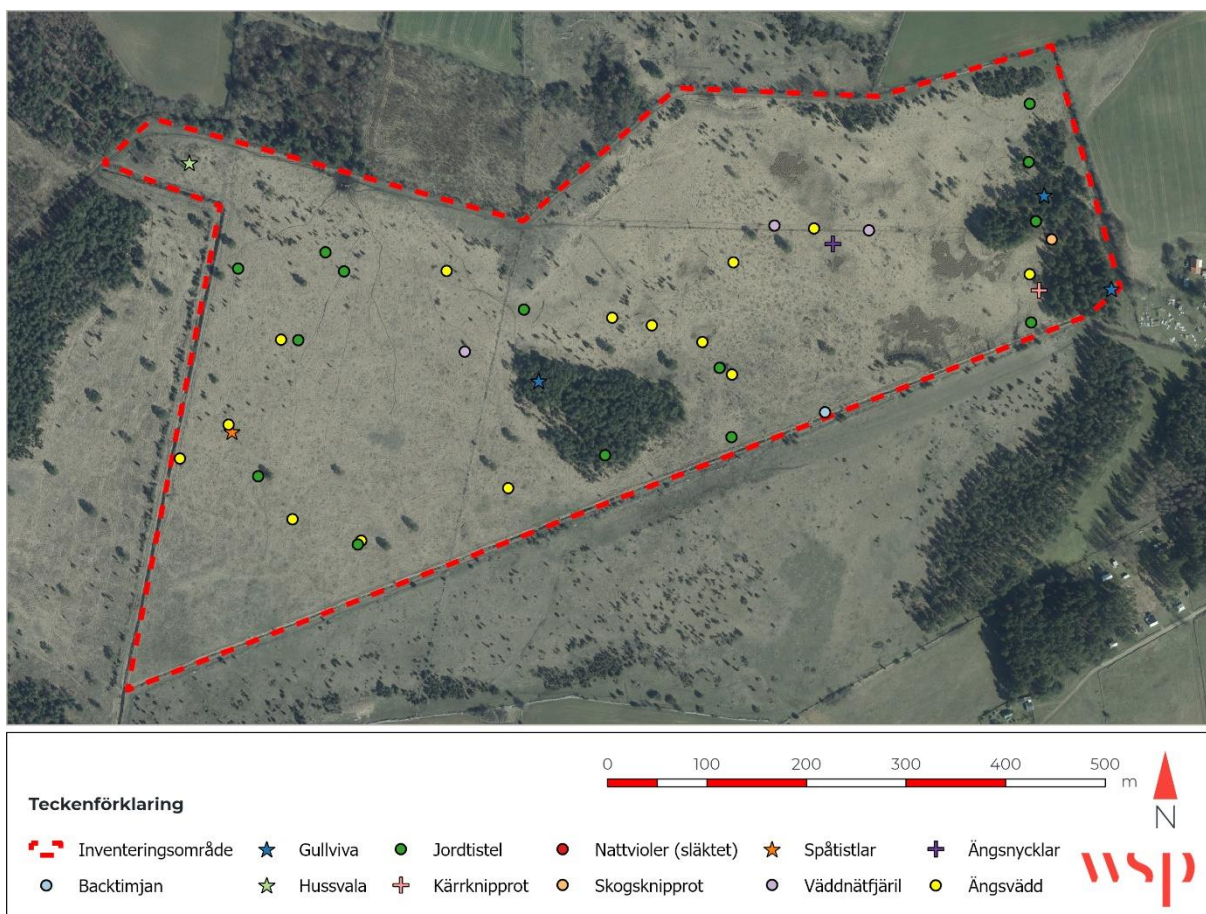 0 100 200 300 400 500
m
Teckenförklaring
N
Inventeringsområde Gullviva Jordtistel Nattvioler (släktet) Spåtistlar Ängsnycklar
Backtimjan Hussvala Kärrknipprot Skogsknipprot Väddnätfjäril Ängsvädd
wsp